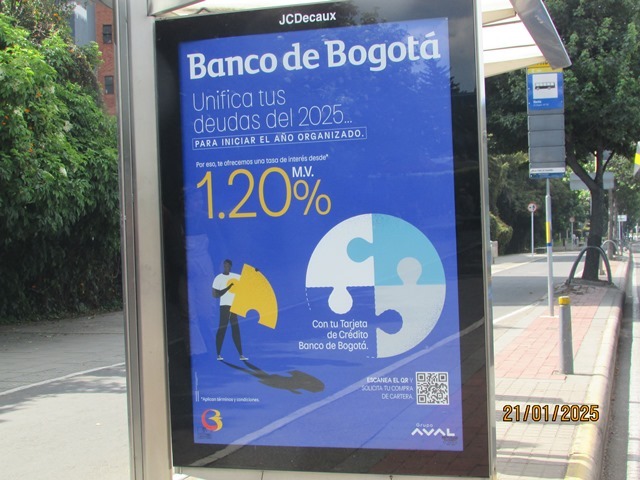 JCDecaux
Banco de Bogotá
Unifica tus
deudas del 2025...
PARA INICIAR EL AÑO ORGANIZADO.
Por eso, te ofrecemos una tasa de interés desde*
1.20% M.V.
Con tu Tarjeta
de Crédito
Banco de Bogotá.
ESCANEA EL QR Y
SOLICITA TU COMPRA
DE CARTERA.
*Aplican términos y condiciones.
Grupo
AVAL
21/01/2025